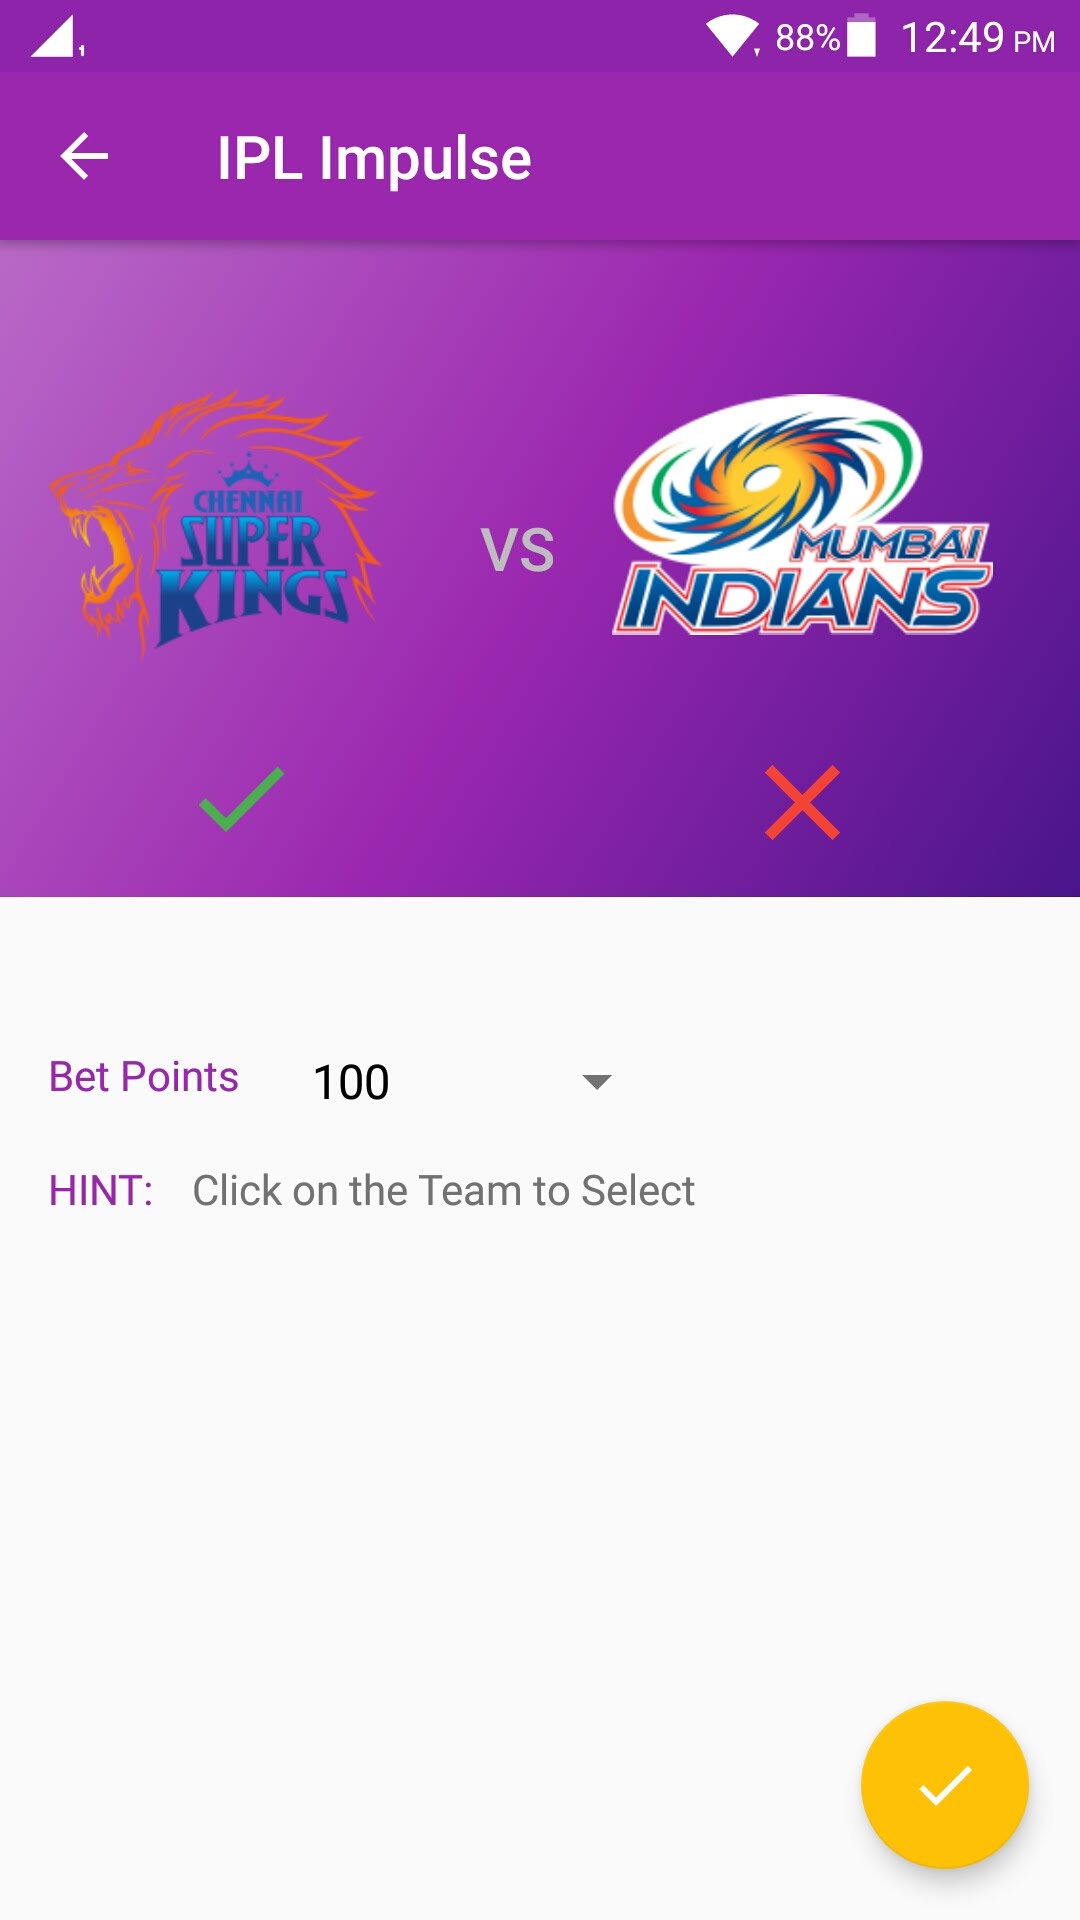 88% 12:49 PM
IPL Impulse
CHENNAI
SUPER
KINGS
VS
MUMBAI
INDIANS
Bet Points 100
HINT: Click on the Team to Select